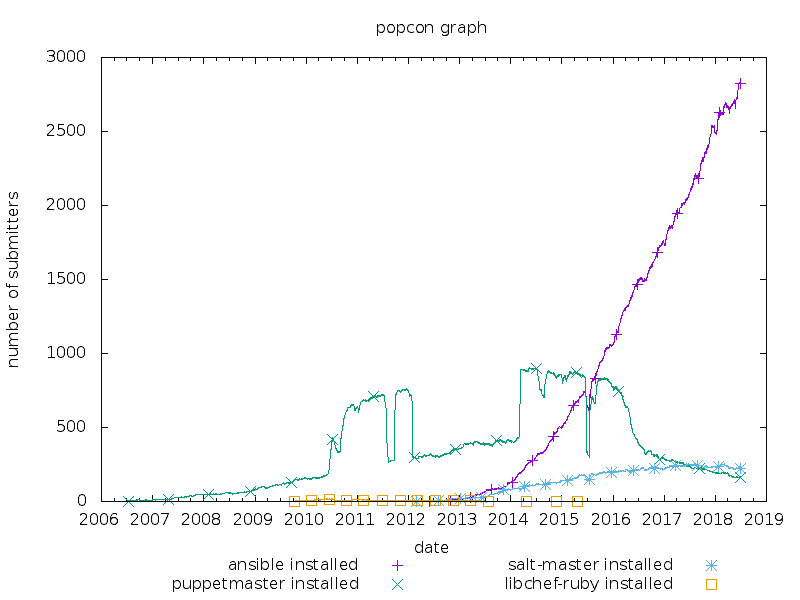 popcon graph
3000
2500
2000
1500
1000
500
0
number of submitters
2006 2007 2008 2009 2010 2011 2012 2013 2014 2015 2016 2017 2018 2019
date
ansible installed
salt-master installed
puppetmaster installed
libchef-ruby installed